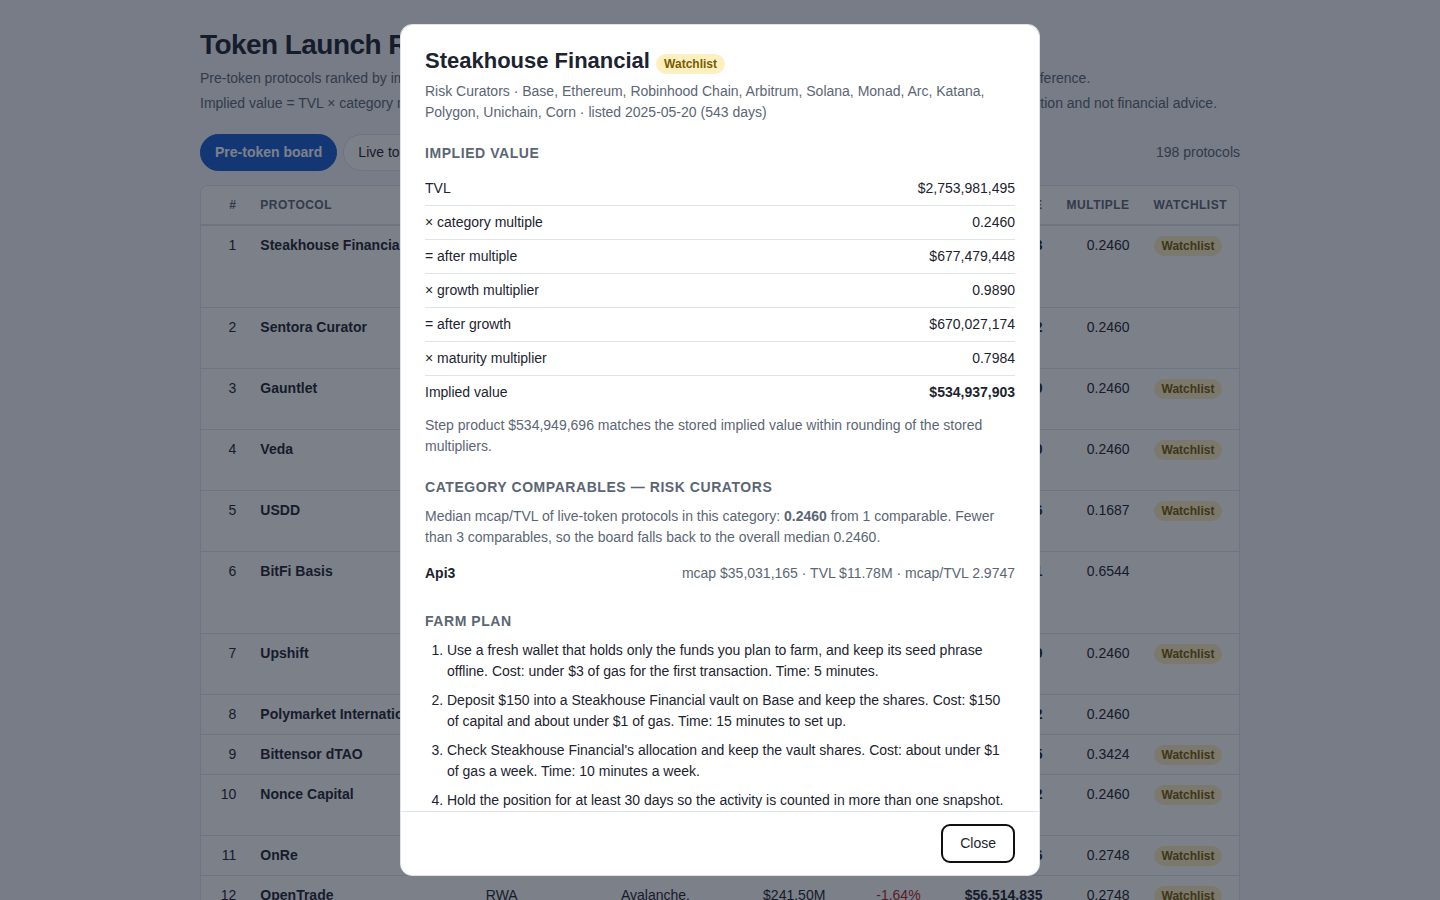 Token Launch R
Pre-token protocols ranked by im
ference.
Implied value = TVL × category
tion and not financial advice.
Pre-token board
Live to
198 protocols
# PROTOCOL MULTIPLE WATCHLIST
1 Steakhouse Financia 0.2460 Watchlist
2 Sentora Curator 0.2460
3 Gauntlet 0.2460 Watchlist
4 Veda 0.2460 Watchlist
5 USDD 0.1687 Watchlist
6 BitFi Basis 0.6544
7 Upshift 0.2460 Watchlist
8 Polymarket Internatio 0.2460
9 Bittensor dTAO 0.3424 Watchlist
10 Nonce Capital 0.2460 Watchlist
11 OnRe 0.2748 Watchlist
12 OpenTrade RWA Avalanche, $241.50M -1.64% $56,514,835 0.2748 Watchlist
Steakhouse Financial Watchlist
Risk Curators · Base, Ethereum, Robinhood Chain, Arbitrum, Solana, Monad, Arc, Katana,
Polygon, Unichain, Corn · listed 2025-05-20 (543 days)
IMPLIED VALUE
TVL $2,753,981,495
× category multiple 0.2460
= after multiple $677,479,448
× growth multiplier 0.9890
= after growth $670,027,174
× maturity multiplier 0.7984
Implied value $534,937,903
Step product $534,949,696 matches the stored implied value within rounding of the stored
multipliers.
CATEGORY COMPARABLES — RISK CURATORS
Median mcap/TVL of live-token protocols in this category: 0.2460 from 1 comparable. Fewer
than 3 comparables, so the board falls back to the overall median 0.2460.
Api3 mcap $35,031,165 · TVL $11.78M · mcap/TVL 2.9747
FARM PLAN
1. Use a fresh wallet that holds only the funds you plan to farm, and keep its seed phrase
offline. Cost: under $3 of gas for the first transaction. Time: 5 minutes.
2. Deposit $150 into a Steakhouse Financial vault on Base and keep the shares. Cost: $150
of capital and about under $1 of gas. Time: 15 minutes to set up.
3. Check Steakhouse Financial's allocation and keep the vault shares. Cost: about under $1
of gas a week. Time: 10 minutes a week.
4. Hold the position for at least 30 days so the activity is counted in more than one snapshot.
Close